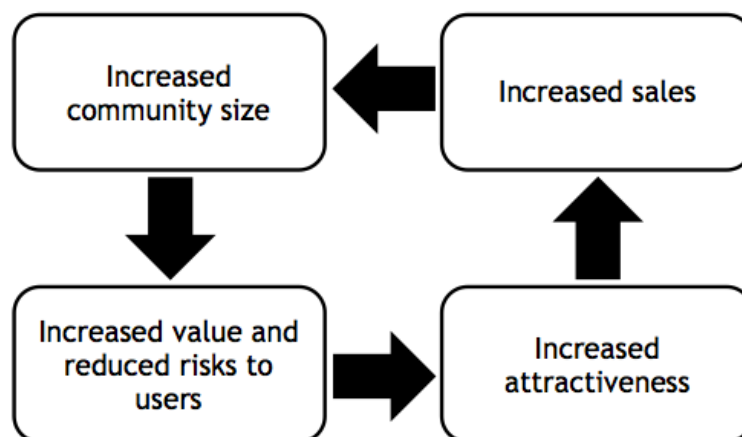 Increased
community size
Increased sales
Increased value and
reduced risks to
users
Increased
attractiveness